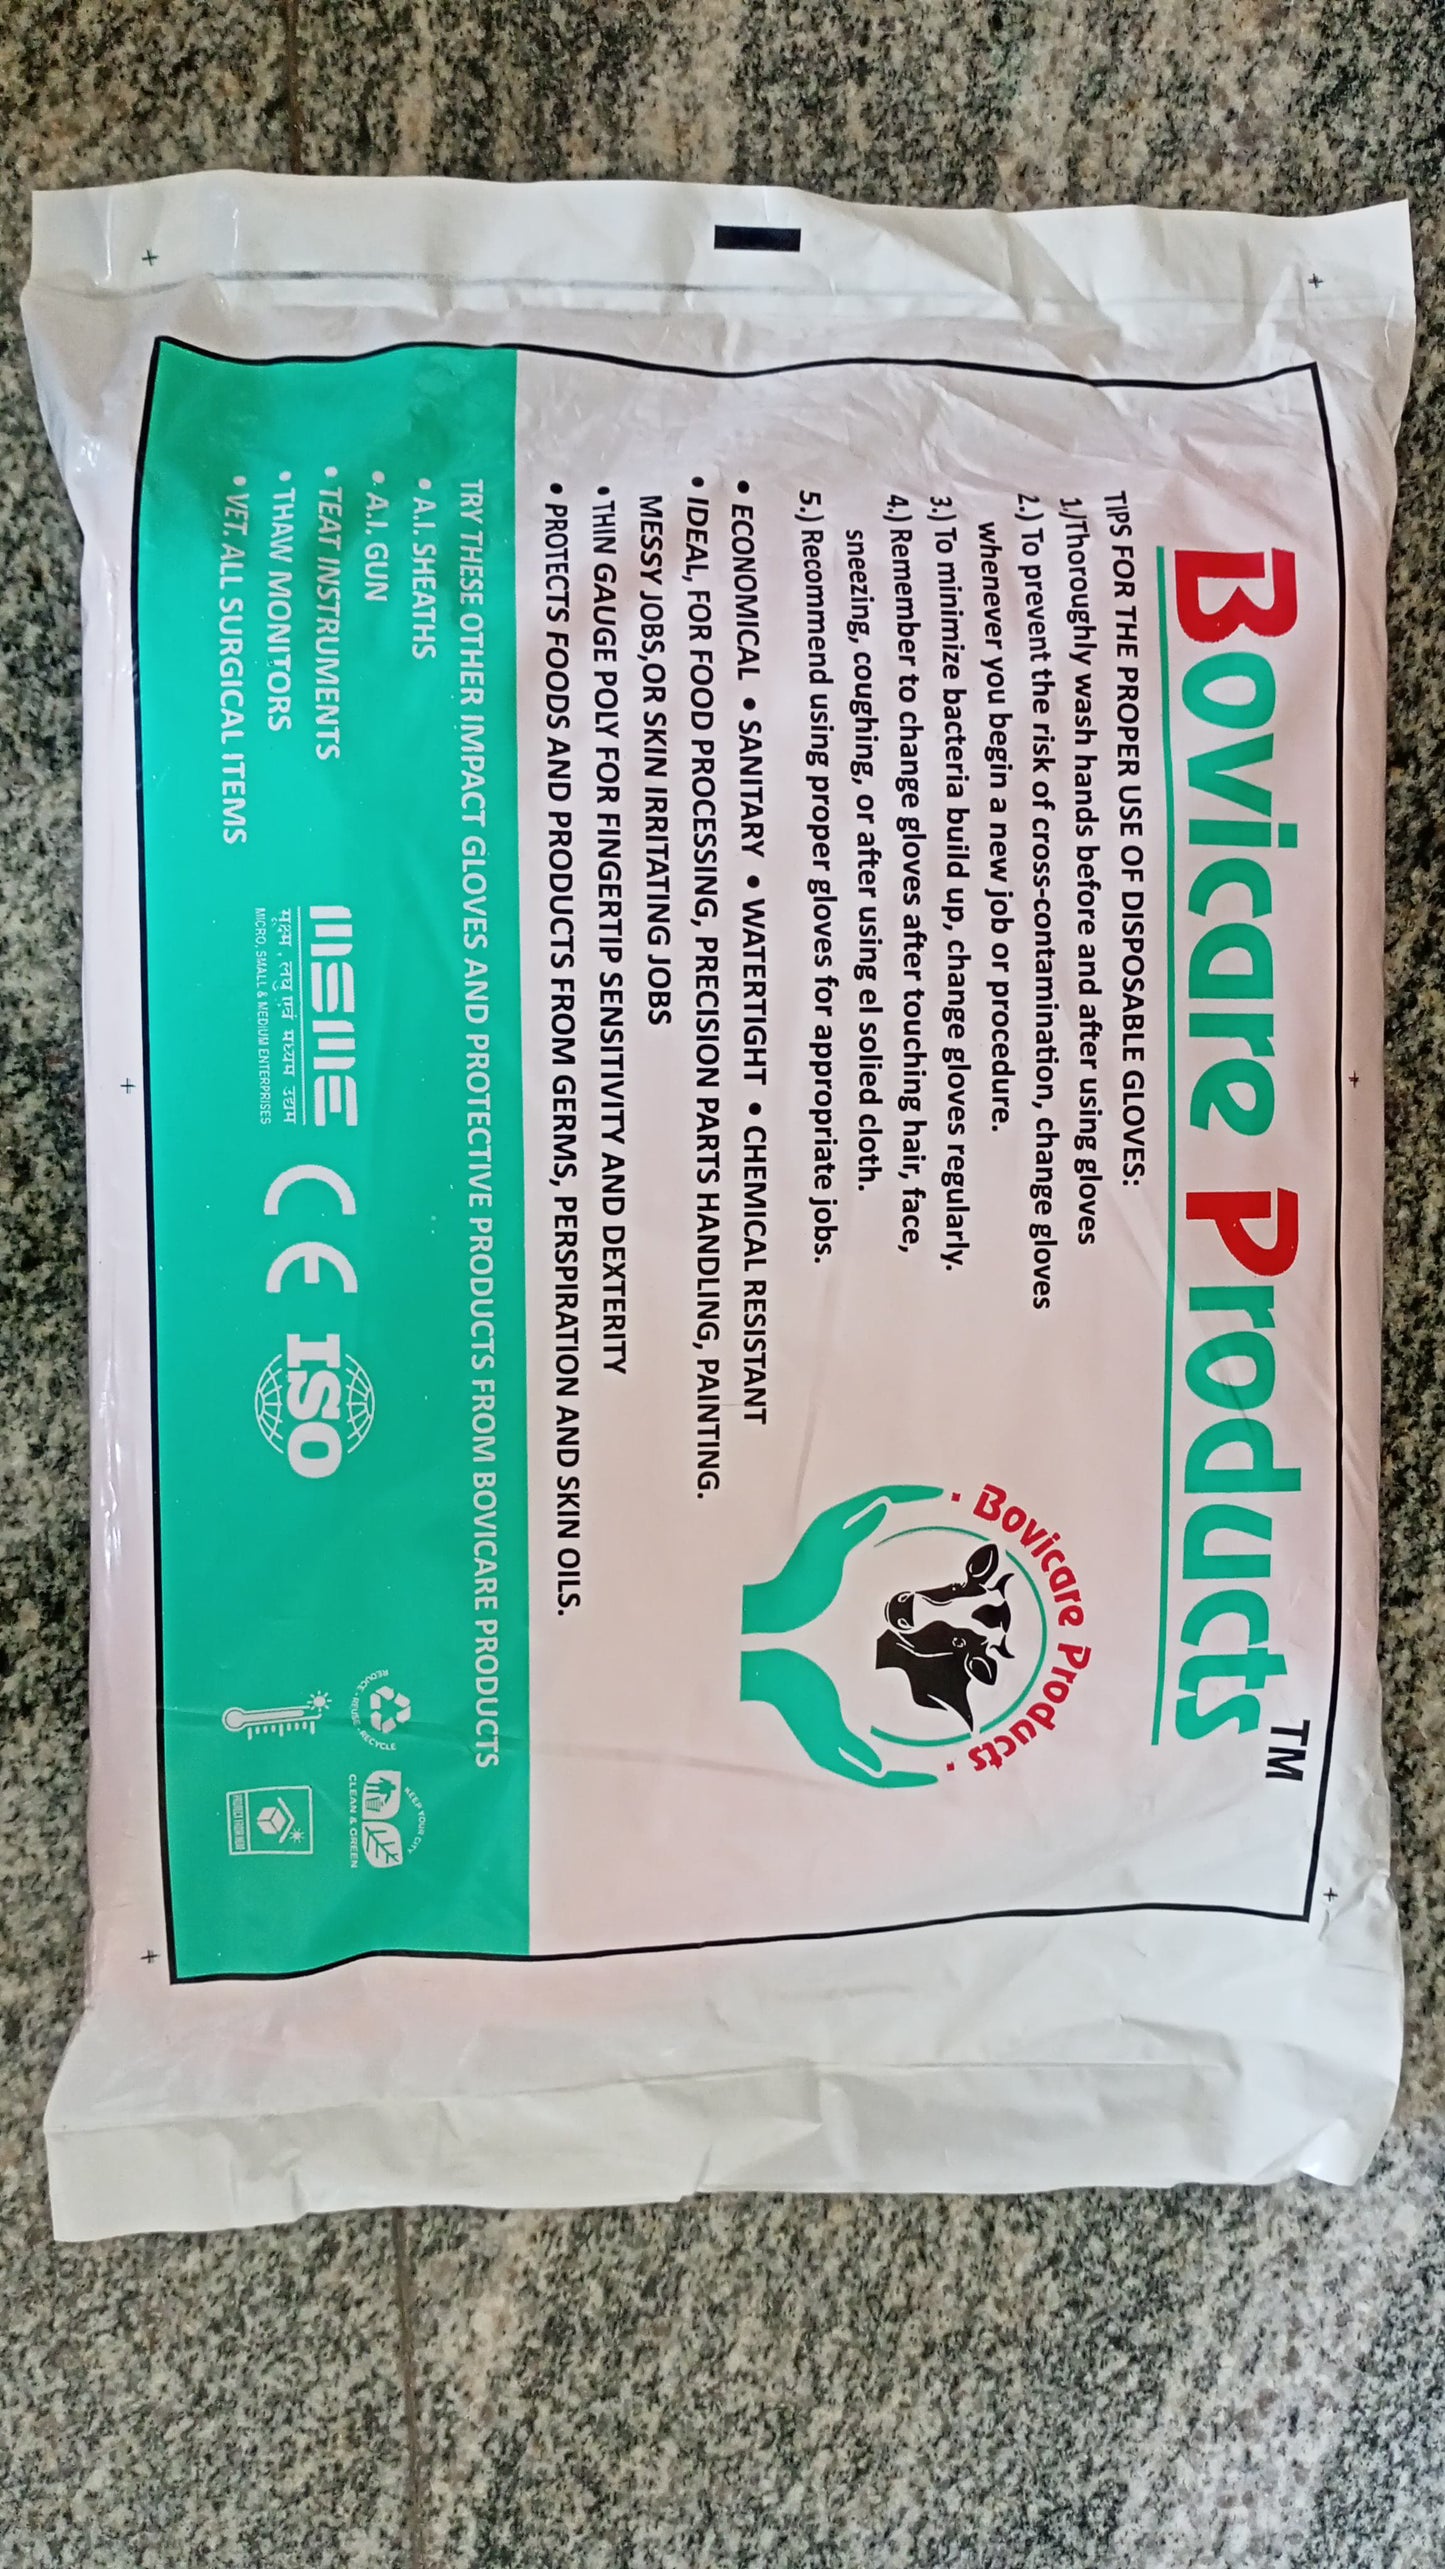 Bovicare Products™
TIPS FOR THE PROPER USE OF DISPOSABLE GLOVES:
1./Thoroughly wash hands before and after using gloves
2.) To prevent the risk of cross-contamination, change gloves
whenever you begin a new job or procedure.
3.) To minimize bacteria build up, change gloves regularly.
4.) Remember to change gloves after touching hair, face,
sneezing, coughing, or after using el solied cloth.
5.) Recommend using proper gloves for appropriate jobs.
• Bovicare Products •
• ECONOMICAL • SANITARY • WATERTIGHT • CHEMICAL RESISTANT
• IDEAL, FOR FOOD PROCESSING, PRECISION PARTS HANDLING, PAINTING.
MESSY JOBS,OR SKIN IRRITATING JOBS
• THIN GAUGE POLY FOR FINGERTIP SENSITIVITY AND DEXTERITY
• PROTECTS FOODS AND PRODUCTS FROM GERMS, PERSPIRATION AND SKIN OILS.
TRY THESE OTHER IMPACT GLOVES AND PROTECTIVE PRODUCTS FROM BOVICARE PRODUCTS
• A.I. SHEATHS
• A.I. GUN
• TEAT INSTRUMENTS
• THAW MONITORS
• VET. ALL SURGICAL ITEMS
MSME
सूक्ष्म, लघु एवं मध्यम उद्यम
MICRO, SMALL & MEDIUM ENTERPRISES
CE
ISO
REDUCE • REUSE • RECYCLE
KEEP YOUR CITY
CLEAN & GREEN
PROTECT FROM HEAT